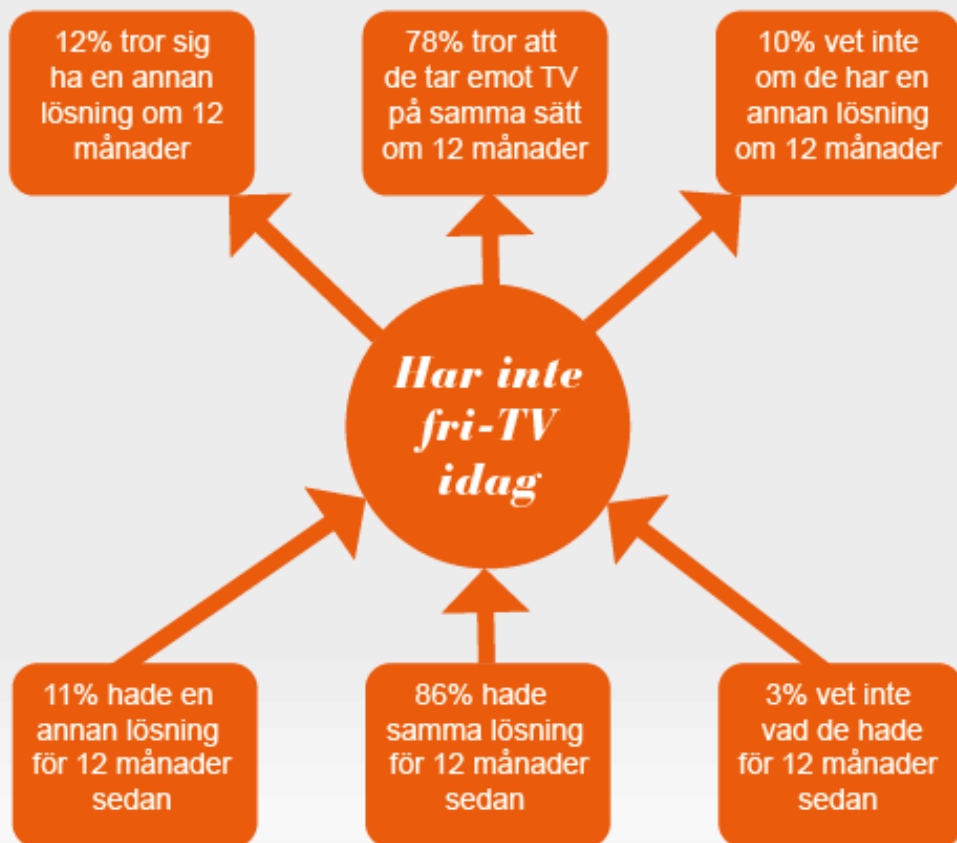 12% tror sig
ha en annan
lösning om 12
månader
78% tror att
de tar emot TV
på samma sätt
om 12 månader
10% vet inte
om de har en
annan lösning
om 12 månader
Har inte
fri-TV
idag
11% hade en
annan lösning
för 12 månader
sedan
86% hade
samma lösning
för 12 månader
sedan
3% vet inte
vad de hade
för 12 månader
sedan